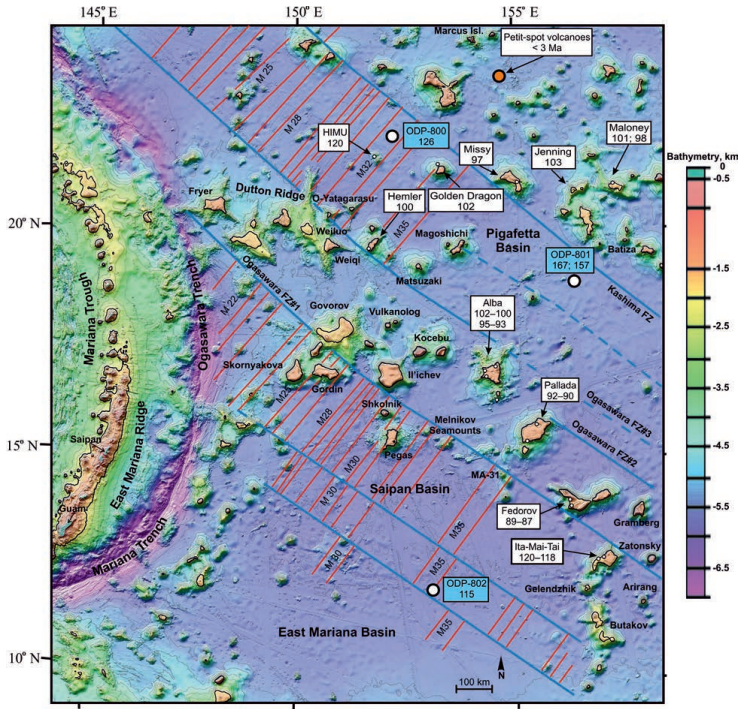 145° E
150° E
155° E
Marcus Isl.
Petit-spot volcanoes
< 3 Ma
M 25
M 28
HIMU
120
ODP-800
126
M32
Missy
97
Jenning
103
Maloney
101; 98
Bathymetry, km
0
-0.5
-1.5
-2.5
-3.5
-4.5
-5.5
-6.5
Fryer
Dutton Ridge
O-Yatagarasu
Hemler
100
Golden Dragon
102
20° N
Weiluo
Weiqi
M35
Magoshichi
Pigafetta
Basin
ODP-801
167; 157
Batiza
Matsuzaki
Kashima FZ
Ogasawara FZ#1
Mariana Trough
Ogasawara Trench
M 22
Govorov
Vulkanolog
Alba
102–100
95–93
Kocebu
Skornyakova
Gordin
Il'ichev
Pallada
92–90
Ogasawara FZ#3
Ogasawara FZ#2
M28
Shkolnik
Melnikov
Seamounts
15° N
Saipan
East Mariana Ridge
Pegas
M30
M 30
Saipan Basin
MA-31
Guam
Mariana Trench
Fedorov
89–87
Gramberg
M35
Ita-Mai-Tai
120–118
Zatonsky
M 30
M35
ODP-802
115
Gelendzhik
Arirang
M35
East Mariana Basin
Butakov
10° N
100 km
N